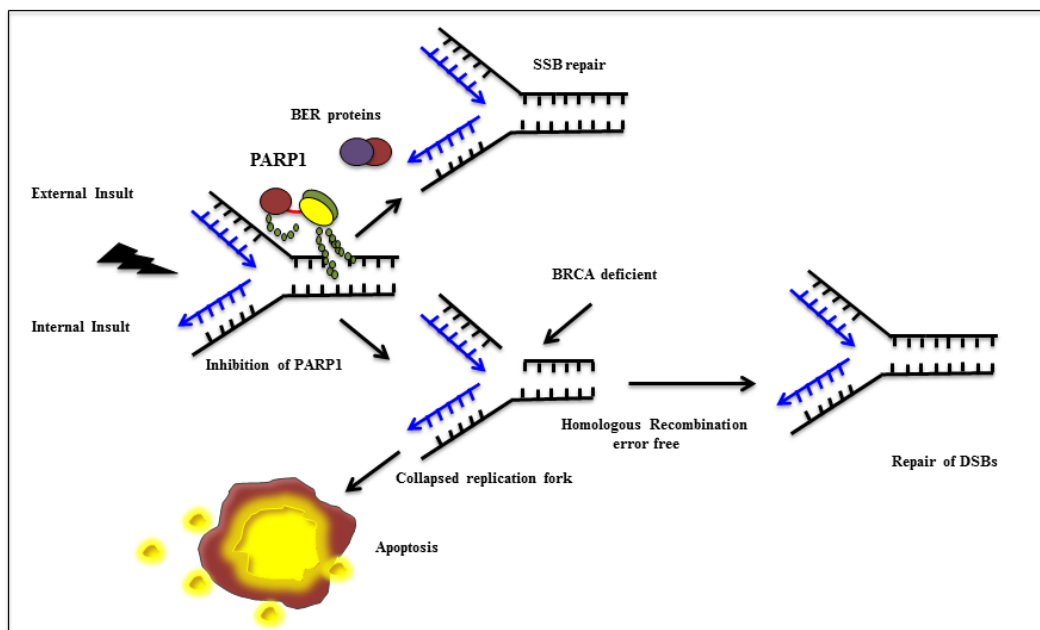 SSB repair
BER proteins
PARP1
External Insult
BRCA deficient
Internal Insult
Inhibition of PARP1
Homologous Recombination
error free
Repair of DSBs
Collapsed replication fork
Apoptosis